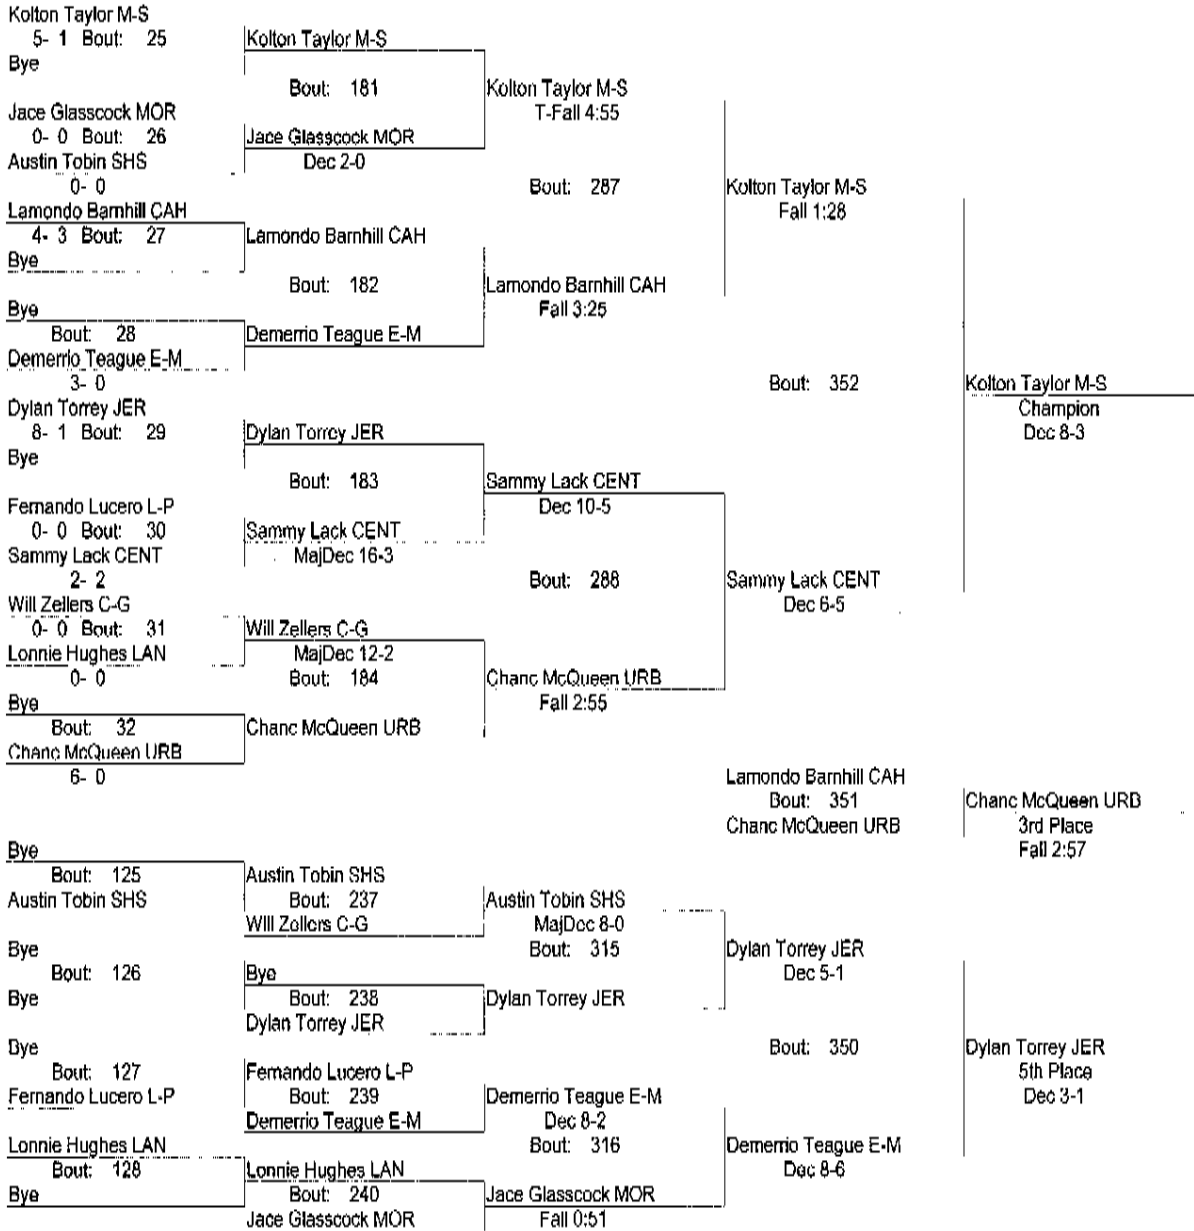 Kolton Taylor M-S
5- 1 Bout: 25
Bye
Jace Glasscock MOR
0- 0 Bout: 26
Austin Tobin SHS
0- 0
Lamondo Barnhill CAH
4- 3 Bout: 27
Bye
Bye
Bout: 28
Demerrio Teague E-M
3- 0
Dylan Torrey JER
8- 1 Bout: 29
Bye
Fernando Lucero L-P
0- 0 Bout: 30
Sammy Lack CENT
2- 2
Will Zellers C-G
0- 0 Bout: 31
Lonnie Hughes LAN
0- 0
Bye
Bout: 32
Chanc McQueen URB
6- 0
Kolton Taylor M-S
Bout: 181
Jace Glasscock MOR
Dec 2-0
Lamondo Barnhill CAH
Bout: 182
Demerrio Teague E-M
Dylan Torrey JER
Bout: 183
Sammy Lack CENT
MajDec 16-3
Will Zellers C-G
MajDec 12-2
Bout: 184
Chanc McQueen URB
Kolton Taylor M-S
T-Fall 4:55
Bout: 287
Lamondo Barnhill CAH
Fall 3:25
Sammy Lack CENT
Dec 10-5
Bout: 288
Chanc McQueen URB
Fall 2:55
Kolton Taylor M-S
Fall 1:28
Bout: 352
Sammy Lack CENT
Dec 6-5
Kolton Taylor M-S
Champion
Dec 8-3
Lamondo Barnhill CAH
Bout: 351
Chanc McQueen URB
Chanc McQueen URB
3rd Place
Fall 2:57
Bye
Bout: 125
Austin Tobin SHS
Bye
Bout: 126
Bye
Bye
Bout: 127
Fernando Lucero L-P
Lonnie Hughes LAN
Bout: 128
Bye
Austin Tobin SHS
Bout: 237
Will Zellers C-G
Bye
Bout: 238
Dylan Torrey JER
Fernando Lucero L-P
Bout: 239
Demerrio Teague E-M
Lonnie Hughes LAN
Bout: 240
Jace Glasscock MOR
Austin Tobin SHS
MajDec 8-0
Bout: 315
Dylan Torrey JER
Demerrio Teague E-M
Dec 8-2
Bout: 316
Jace Glasscock MOR
Fall 0:51
Dylan Torrey JER
Dec 5-1
Bout: 350
Demerrio Teague E-M
Dec 8-6
Dylan Torrey JER
5th Place
Dec 3-1